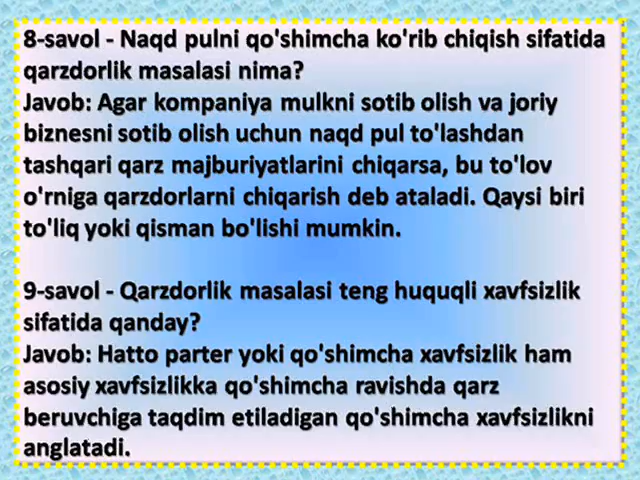 8-savol - Naqd pulni qo'shimcha ko'rib chiqish sifatida
qarzdorlik masalasi nima?
Javob: Agar kompaniya mulkni sotib olish va joriy
biznesni sotib olish uchun naqd pul to'lashdan
tashqari qarz majburiyatlarini chiqarsa, bu to'lov
o'rniga qarzdorlarni chiqarish deb ataladi. Qaysi biri
to'liq yoki qisman bo'lishi mumkin.
9-savol - Qarzdorlik masalasi teng huquqli xavfsizlik
sifatida qanday?
Javob: Hatto parter yoki qo'shimcha xavfsizlik ham
asosiy xavfsizlikka qo'shimcha ravishda qarz
beruvchiga taqdim etiladigan qo'shimcha xavfsizlikni
anglatadi.